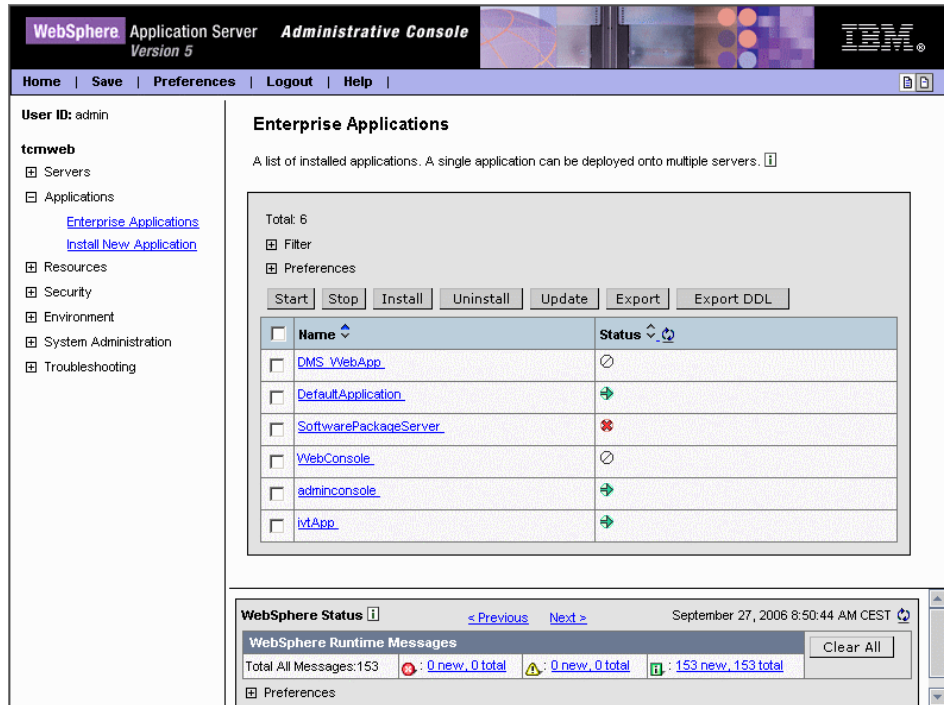 WebSphere Application Server Administrative Console
Version 5
IBM
Home | Save | Preferences | Logout | Help |
User ID: admin
tcmweb
Servers
Applications
Enterprise Applications
Install New Application
Resources
Security
Environment
System Administration
Troubleshooting
Enterprise Applications
A list of installed applications. A single application can be deployed onto multiple servers.
Total: 6
Filter
Preferences
Start Stop Install Uninstall Update Export Export DDL
Name Status
DMS_WebApp
DefaultApplication
SoftwarePackageServer
WebConsole
adminconsole
ivtApp
WebSphere Status < Previous Next > September 27, 2006 8:50:44 AM CEST
WebSphere Runtime Messages Clear All
Total All Messages:153 : 0 new, 0 total : 0 new, 0 total : 153 new, 153 total
Preferences